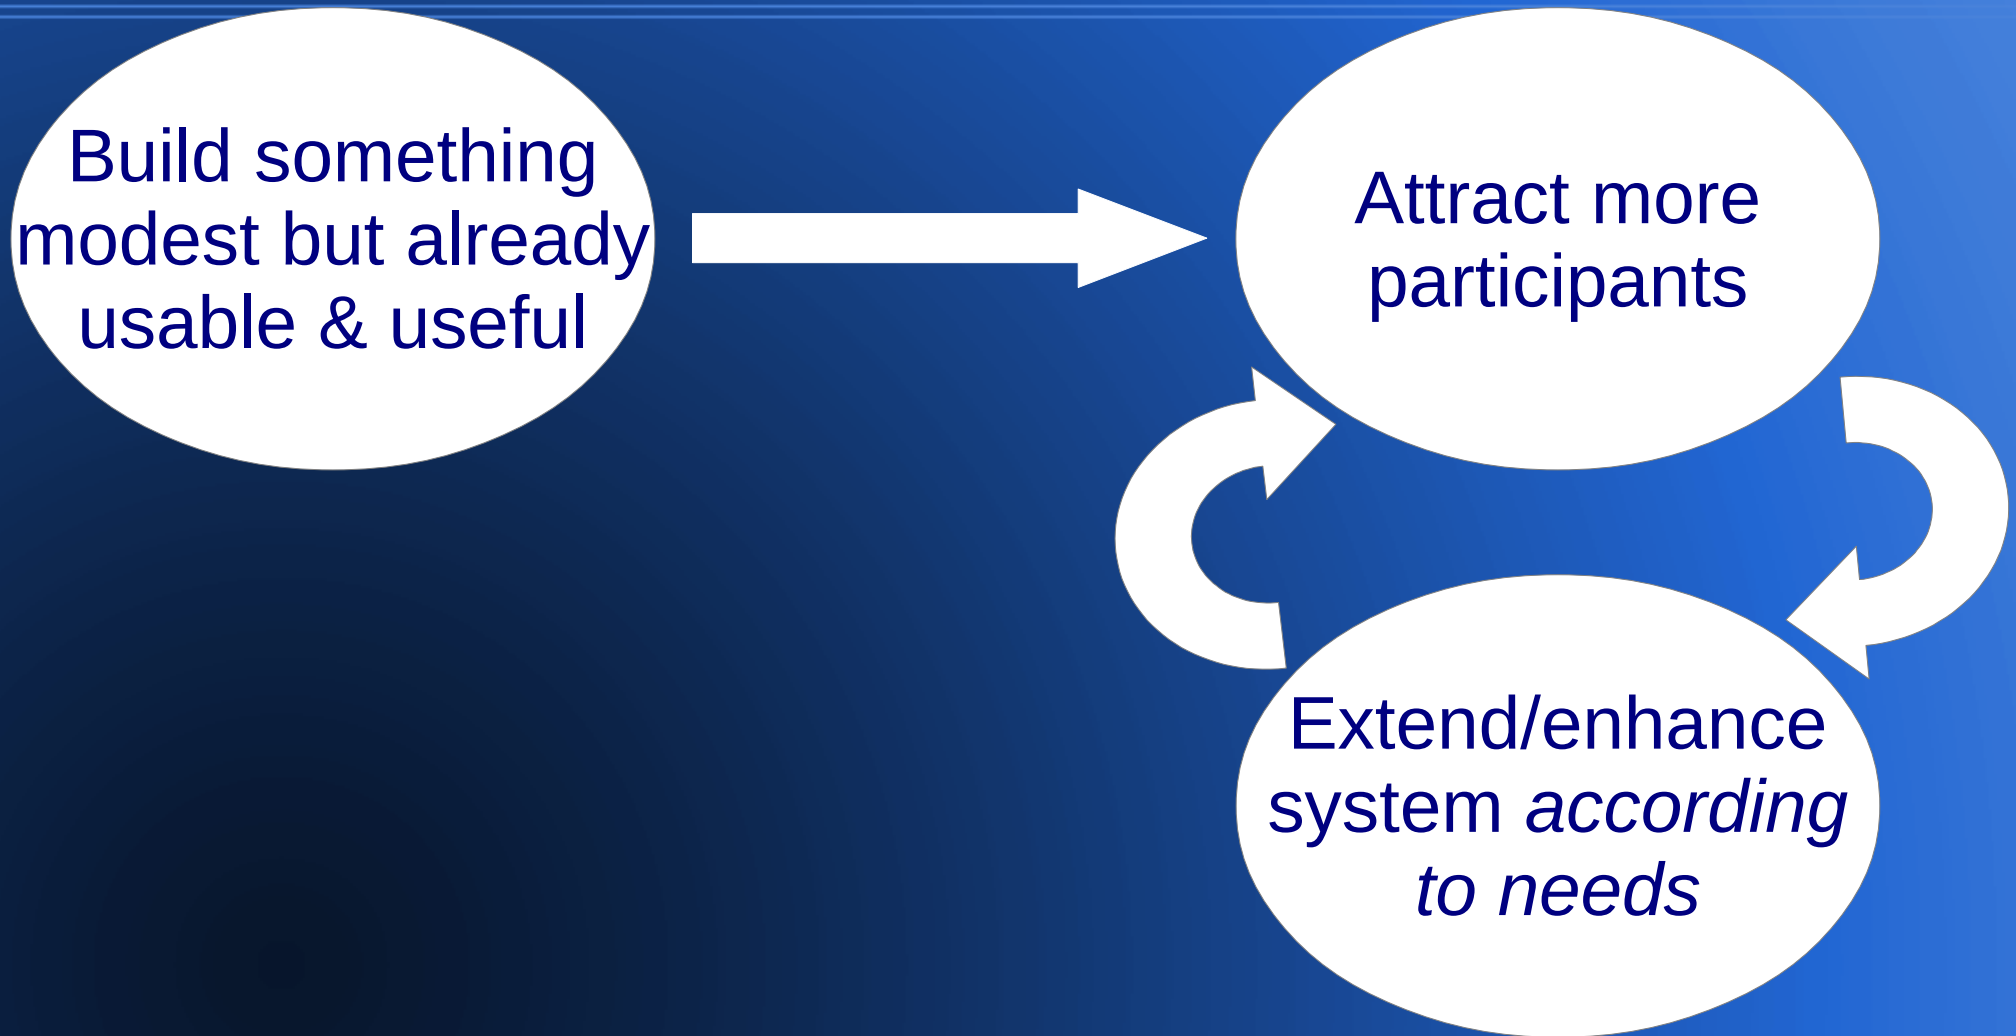 Build something
modest but already
usable & useful
Attract more
participants
Extend/enhance
system according
to needs